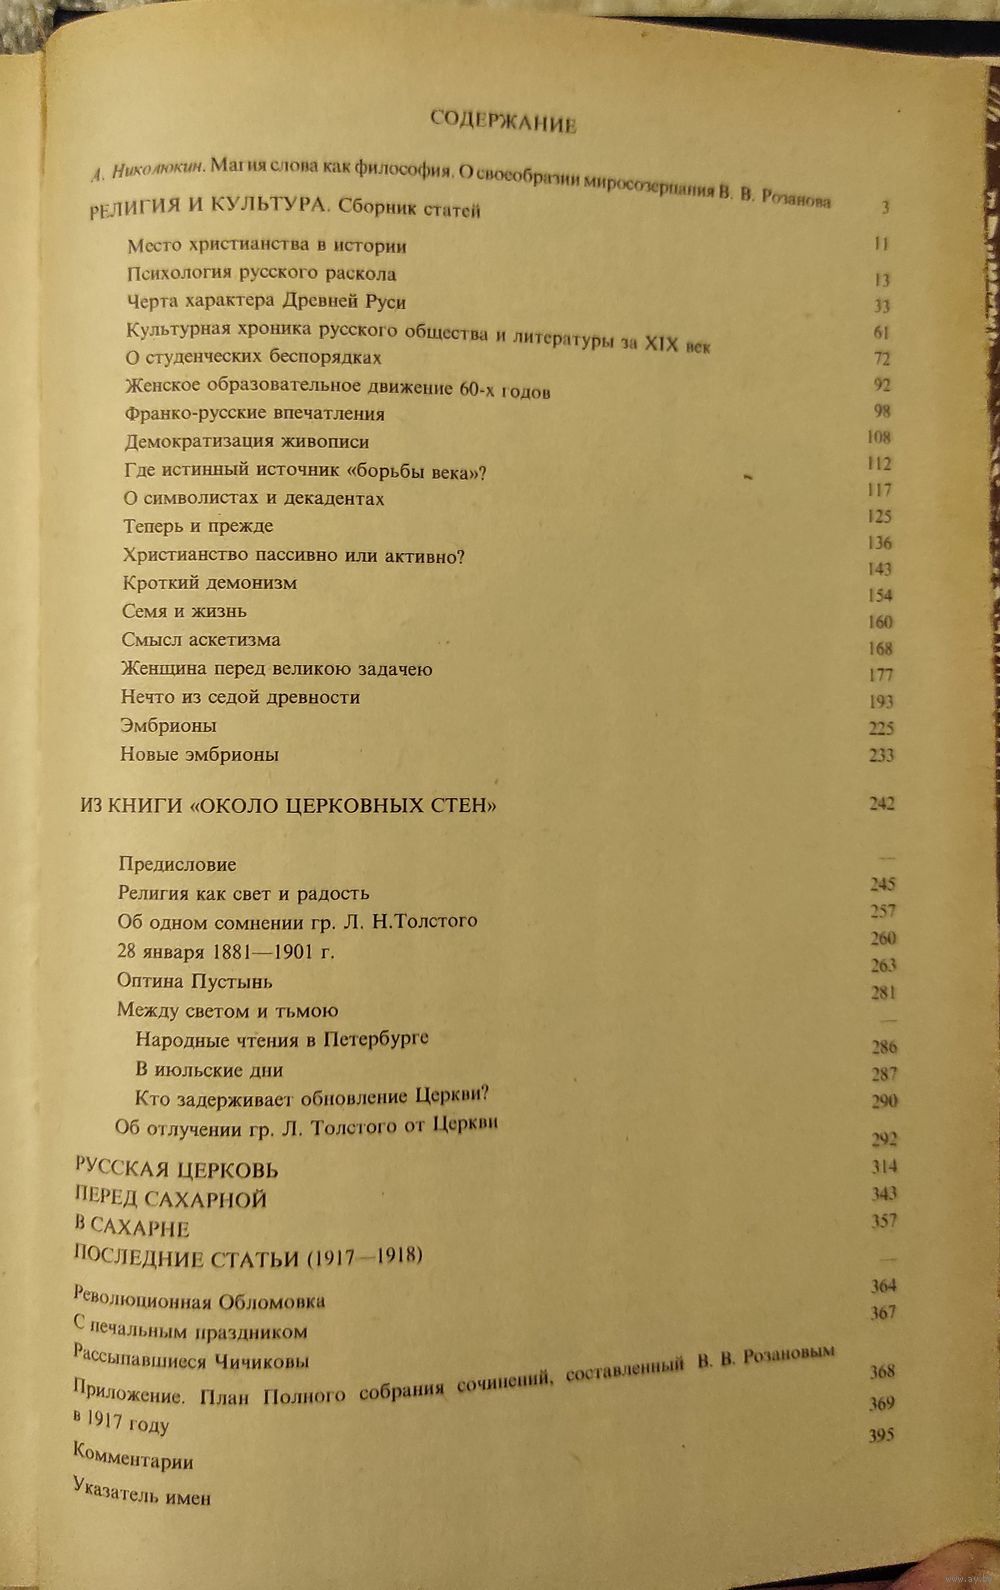 СОДЕРЖАНИЕ
А. Николюкин. Магия слова как философия. О своеобразии миросозерцания В. В. Розанова 3
РЕЛИГИЯ И КУЛЬТУРА. Сборник статей 11
Место христианства в истории 13
Психология русского раскола 33
Черта характера Древней Руси 61
Культурная хроника русского общества и литературы за XIX век 72
О студенческих беспорядках 92
Женское образовательное движение 60-х годов 98
Франко-русские впечатления 108
Демократизация живописи 112
Где истинный источник «борьбы века»? 117
О символистах и декадентах 125
Теперь и прежде 136
Христианство пассивно или активно? 143
Кроткий демонизм 154
Семя и жизнь 160
Смысл аскетизма 168
Женщина перед великою задачею 177
Нечто из седой древности 193
Эмбрионы 225
Новые эмбрионы 233
ИЗ КНИГИ «ОКОЛО ЦЕРКОВНЫХ СТЕН» 242
Предисловие —
Религия как свет и радость 245
Об одном сомнении гр. Л. Н.Толстого 257
28 января 1881—1901 г. 260
Оптина Пустынь 263
Между светом и тьмою 281
Народные чтения в Петербурге —
В июльские дни 286
Кто задерживает обновление Церкви? 287
Об отлучении гр. Л. Толстого от Церкви 290
РУССКАЯ ЦЕРКОВЬ 292
ПЕРЕД САХАРНОЙ 314
В САХАРНЕ 343
ПОСЛЕДНИЕ СТАТЬИ (1917—1918) 357
Революционная Обломовка —
С печальным праздником 364
Рассыпавшиеся Чичиковы 367
Приложение. План Полного собрания сочинений, составленный В. В. Розановым
в 1917 году 368
Комментарии 369
Указатель имен 395
www.ay.by